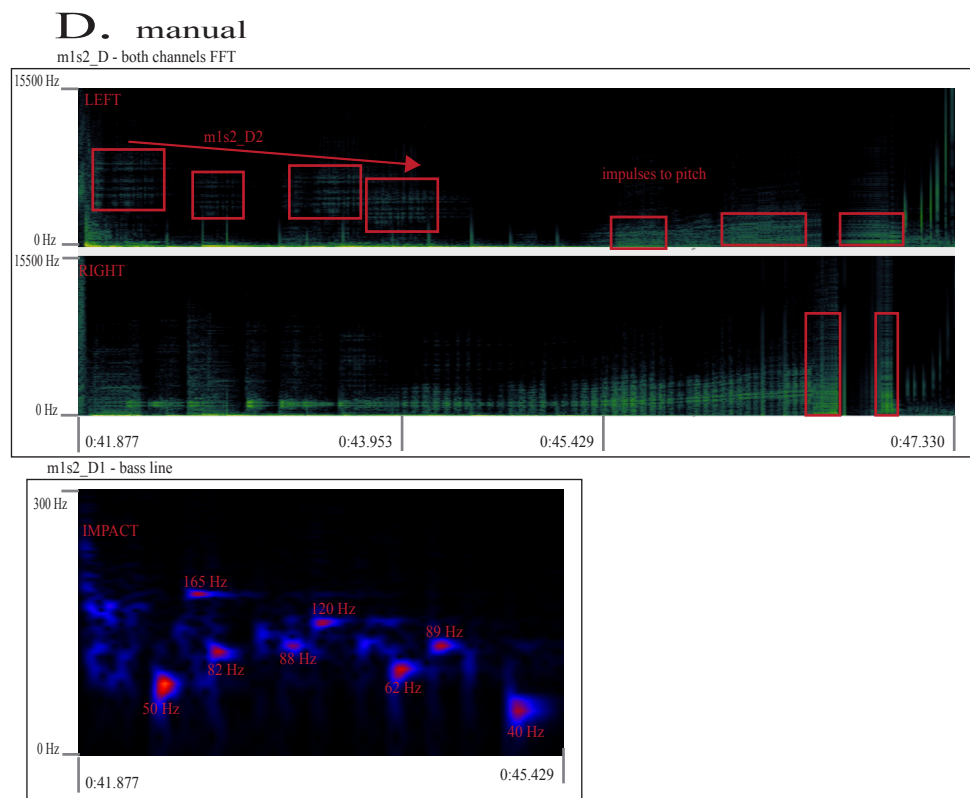 D. manual
m1s2_D - both channels FFT
15500 Hz
LEFT
m1s2_D2
impulses to pitch
0 Hz
15500 Hz
RIGHT
0 Hz
0:41.877
0:43.953
0:45.429
0:47.330
m1s2_D1 - bass line
300 Hz
IMPACT
165 Hz
120 Hz
89 Hz
88 Hz
82 Hz
62 Hz
50 Hz
40 Hz
0 Hz
0:41.877
0:45.429